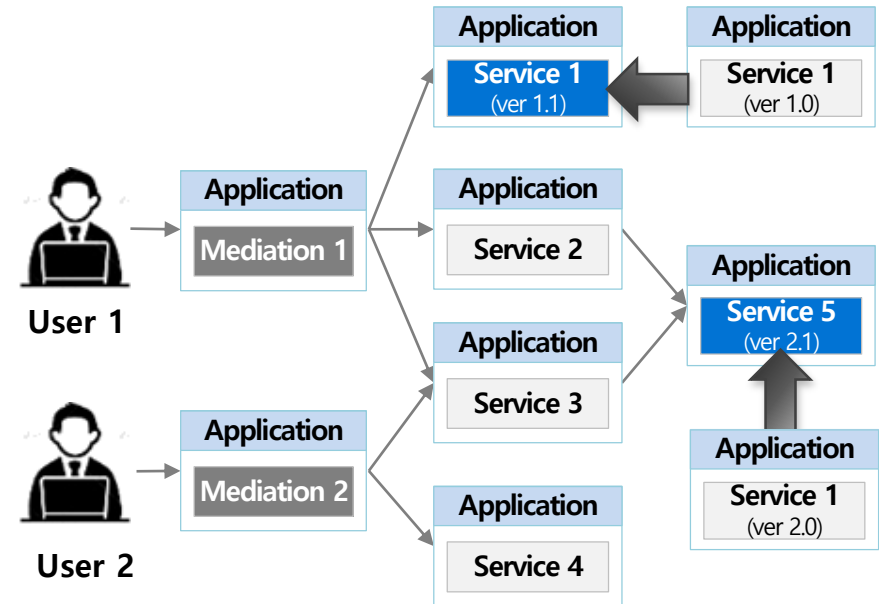 Application
Service 1
(ver 1.1)
Application
Service 1
(ver 1.0)
Application
Mediation 1
User 1
Application
Service 2
Application
Service 5
(ver 2.1)
Application
Service 3
Application
Mediation 2
User 2
Application
Service 1
(ver 2.0)
Application
Service 4